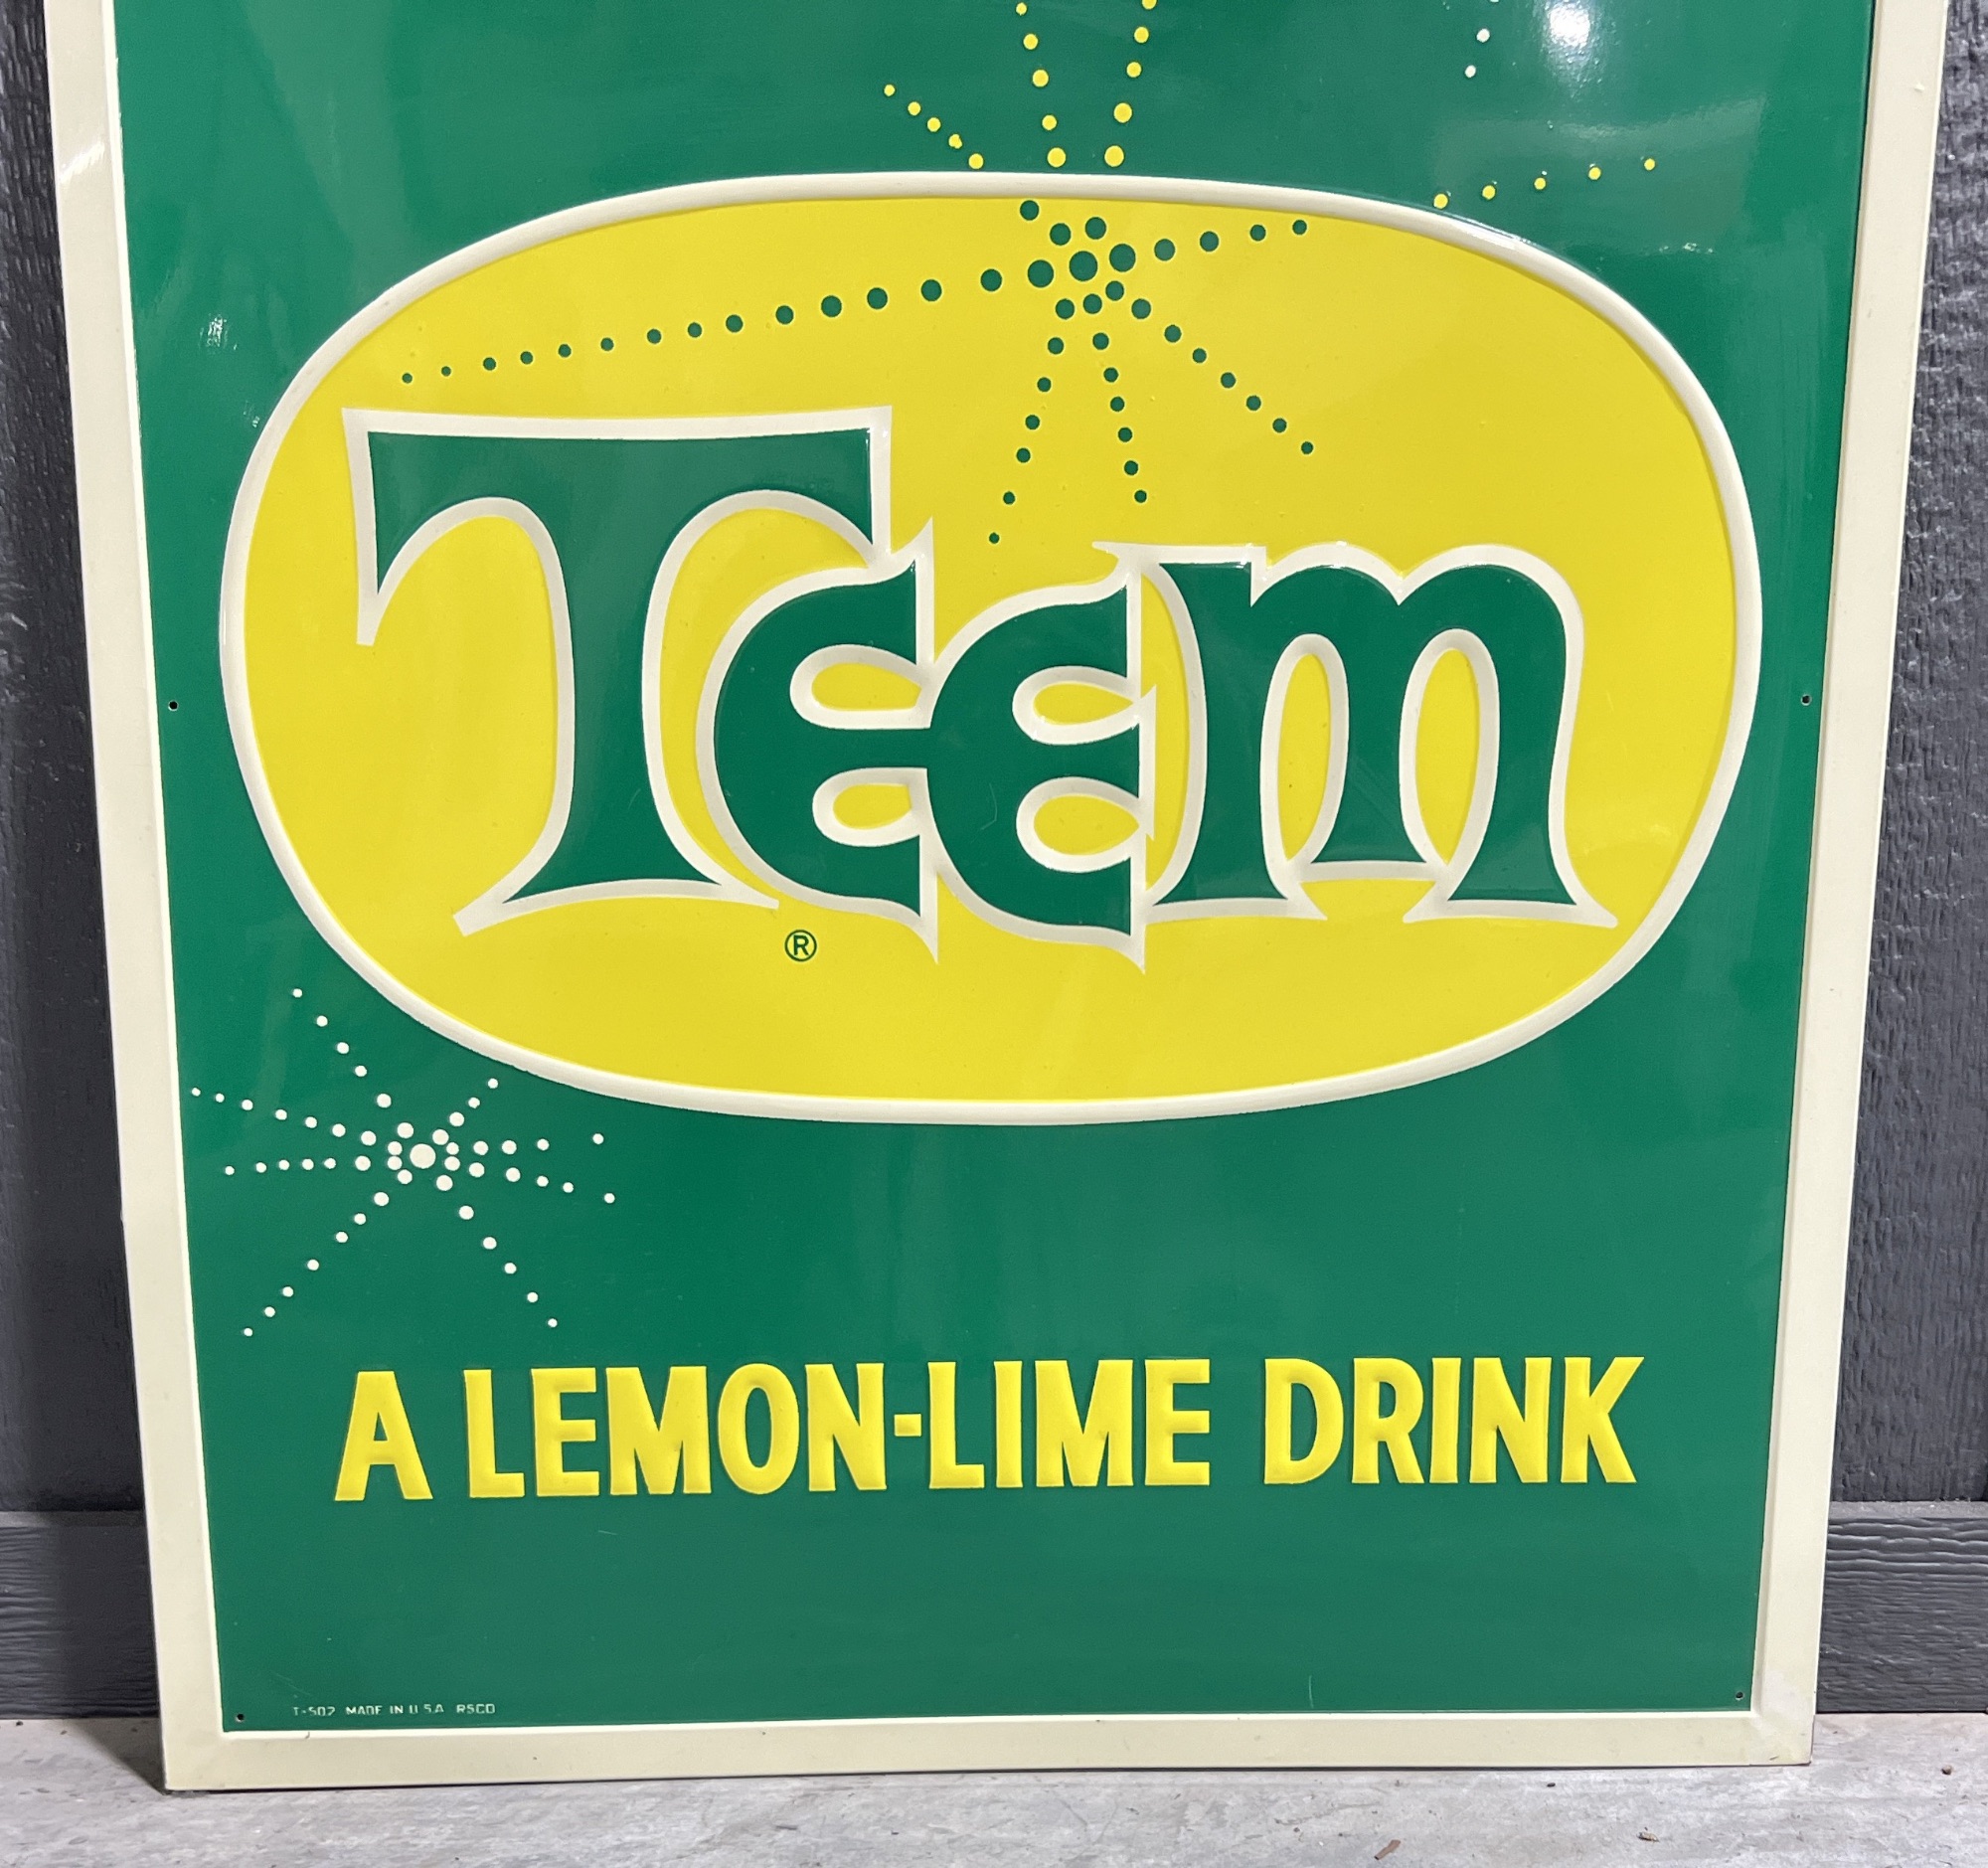 Teem
®
A LEMON-LIME DRINK
T-502 MADE IN U.S.A. RSCO